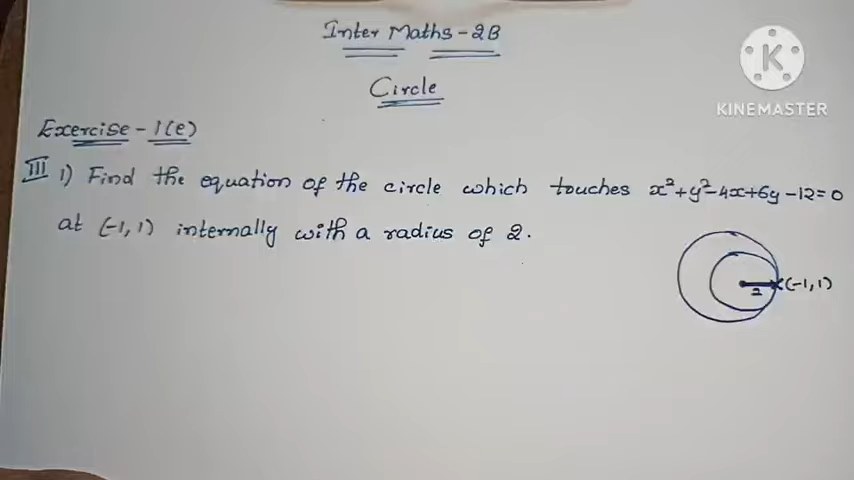 Inter Maths - 2B
Circle
K
KINEMASTER
Exercise - 1(e)
III 1) Find the equation of the circle which touches x²+y²-4x+6y-12=0
at (-1,1) internally with a radius of 2.
2 (-1,1)